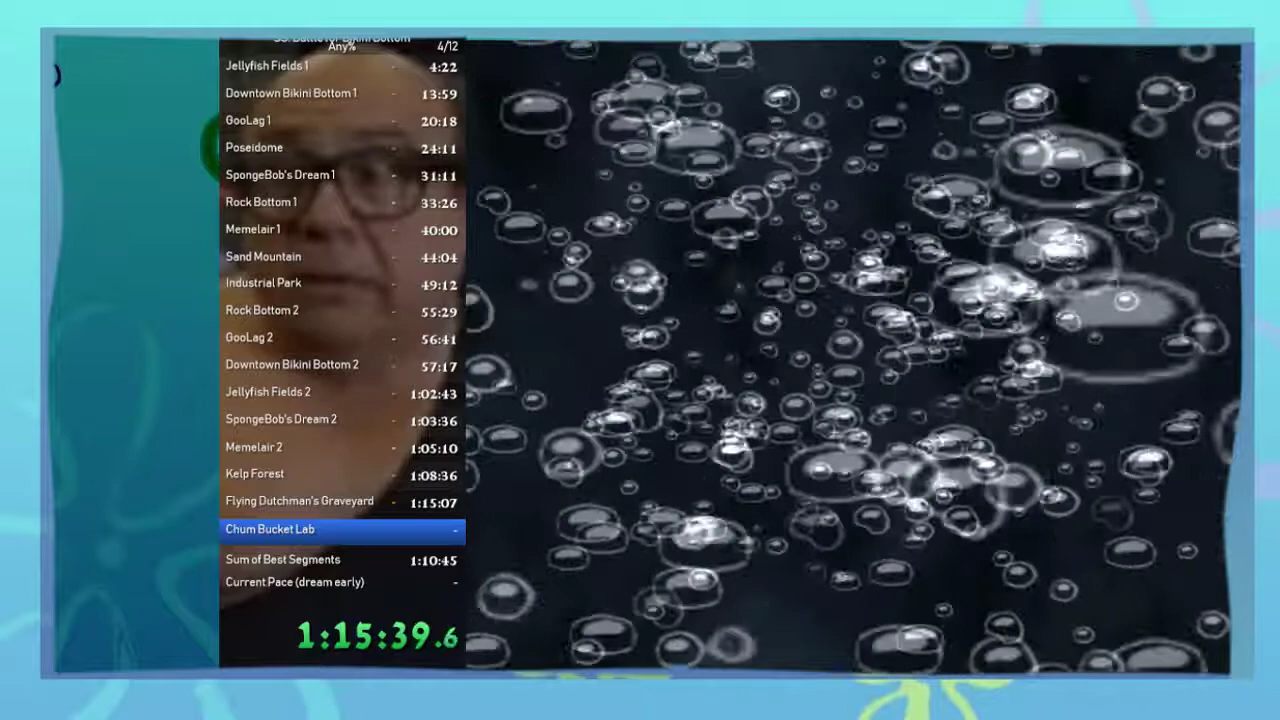 SS: Battle for Bikini Bottom
Any% 4/12
Jellyfish Fields 1 - 4:22
Downtown Bikini Bottom 1 - 13:59
GooLag 1 - 20:18
Poseidome - 24:11
SpongeBob's Dream 1 - 31:11
Rock Bottom 1 - 33:26
Memelair 1 - 40:00
Sand Mountain - 44:04
Industrial Park - 49:12
Rock Bottom 2 - 55:29
GooLag 2 - 56:41
Downtown Bikini Bottom 2 - 57:17
Jellyfish Fields 2 - 1:02:43
SpongeBob's Dream 2 - 1:03:36
Memelair 2 - 1:05:10
Kelp Forest - 1:08:36
Flying Dutchman's Graveyard - 1:15:07
Chum Bucket Lab -
Sum of Best Segments 1:10:45
Current Pace (dream early) -
1:15:39.6